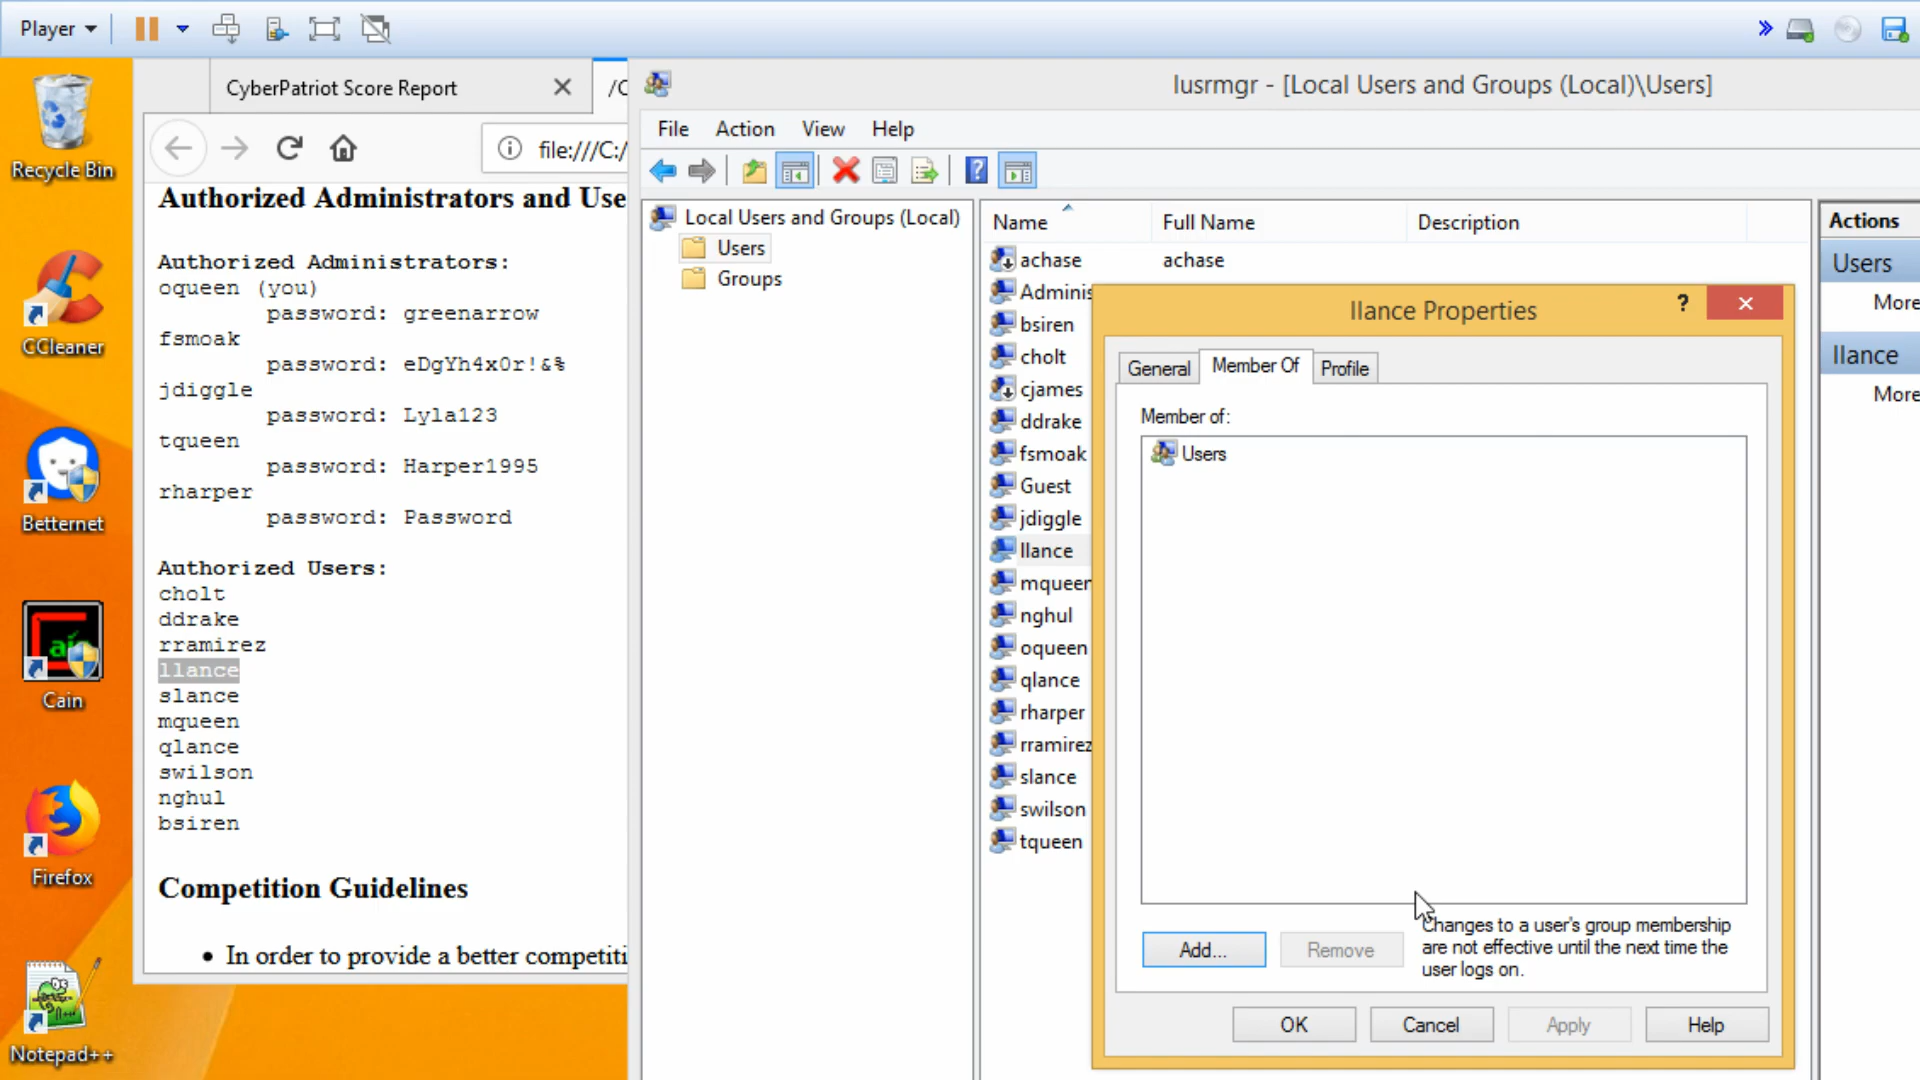 Player
Recycle Bin
CCleaner
Betternet
Cain
Firefox
Notepad++
CyberPatriot Score Report
/C
file:///C:/
Authorized Administrators and Use
Authorized Administrators:
oqueen (you)
password: greenarrow
fsmoak
password: eDgYh4x0r!&%
jdiggle
password: Lyla123
tqueen
password: Harper1995
rharper
password: Password
Authorized Users:
cholt
ddrake
rramirez
llance
slance
mqueen
qlance
swilson
nghul
bsiren
Competition Guidelines
• In order to provide a better competiti
lusrmgr - [Local Users and Groups (Local)\Users]
File Action View Help
Local Users and Groups (Local)
Users
Groups
Name Full Name Description
achase achase
Adminis
bsiren
cholt
cjames
ddrake
fsmoak
Guest
jdiggle
llance
mqueen
nghul
oqueen
qlance
rharper
rramirez
slance
swilson
tqueen
Actions
Users
More
llance
More
llance Properties
?
General Member Of Profile
Member of:
Users
Add... Remove
Changes to a user's group membership
are not effective until the next time the
user logs on.
OK Cancel Apply Help